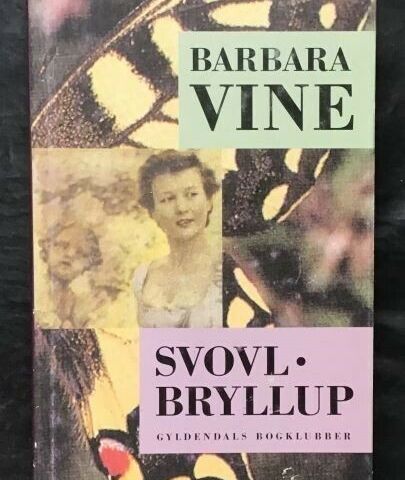 BARBARA
VINE
SVOVL •
BRYLLUP
GYLDENDALS BOGKLUBBER